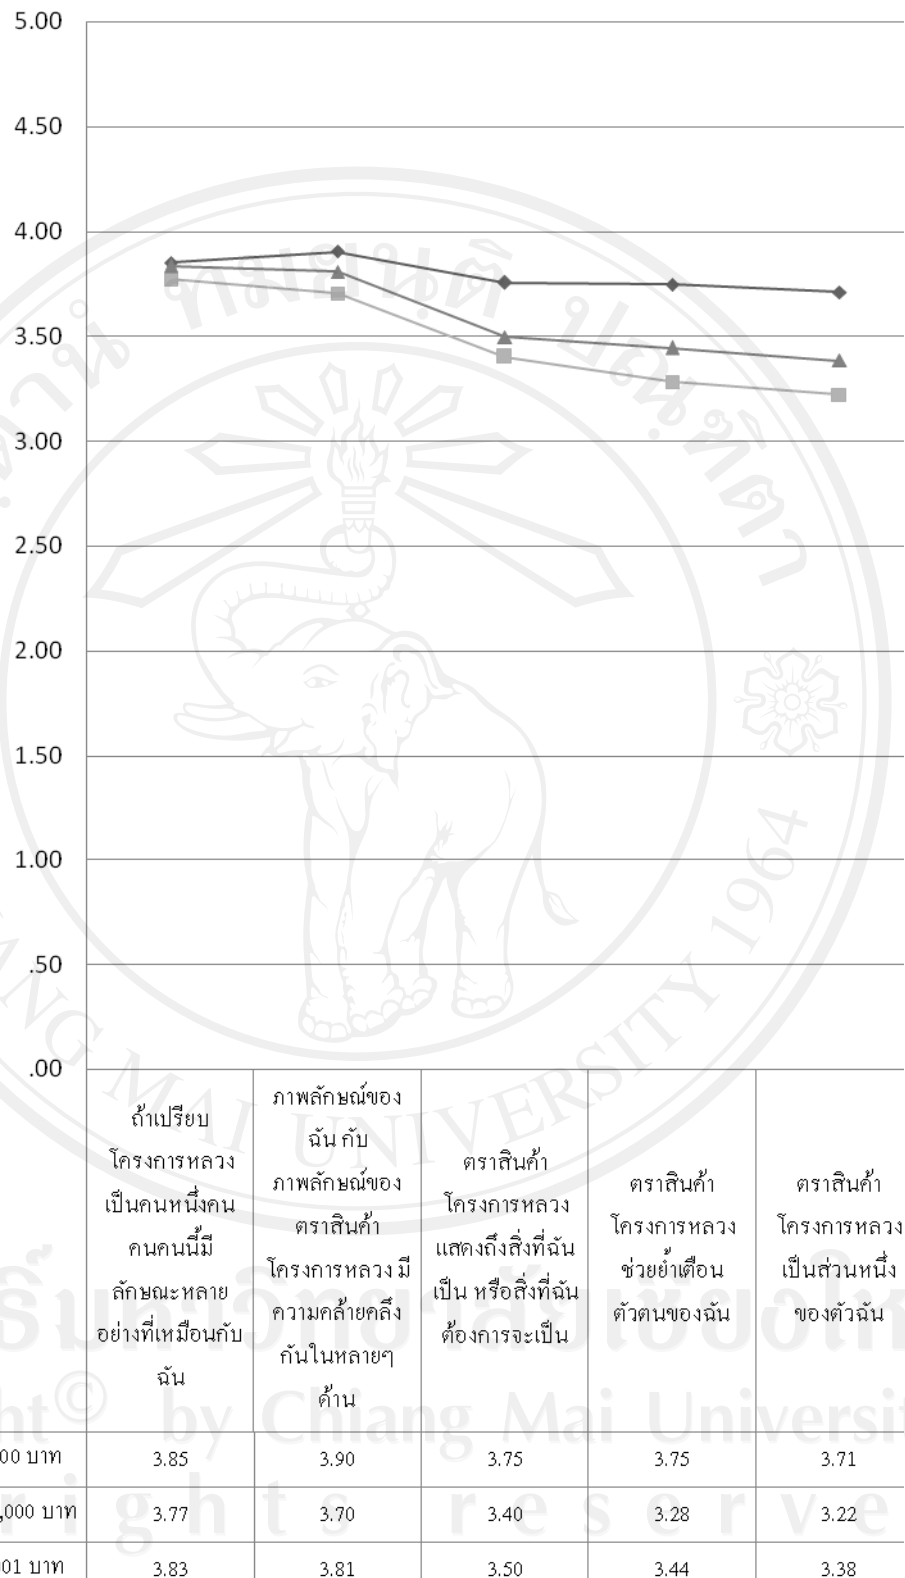 5.00
4.50
4.00
3.50
3.00
2.50
2.00
1.50
1.00
.50
.00
ถ้าเปรียบ
โครงการหลวง
เป็นคนหนึ่งคน
คนคนนี้มี
ลักษณะหลาย
อย่างที่เหมือนกับ
ฉัน
ภาพลักษณ์ของ
ฉัน กับ
ภาพลักษณ์ของ
ตราสินค้า
โครงการหลวง มี
ความคล้ายคลึง
กันในหลายๆ
ด้าน
ตราสินค้า
โครงการหลวง
แสดงถึงสิ่งที่ฉัน
เป็น หรือสิ่งที่ฉัน
ต้องการจะเป็น
ตราสินค้า
โครงการหลวง
ช่วยย้ำเตือน
ตัวตนของฉัน
ตราสินค้า
โครงการหลวง
เป็นส่วนหนึ่ง
ของตัวฉัน
00 บาท 3.85 3.90 3.75 3.75 3.71
,000 บาท 3.77 3.70 3.40 3.28 3.22
01 บาท 3.83 3.81 3.50 3.44 3.38
MAI UNIVERSITY 1964
© by Chiang Mai
rights reserve